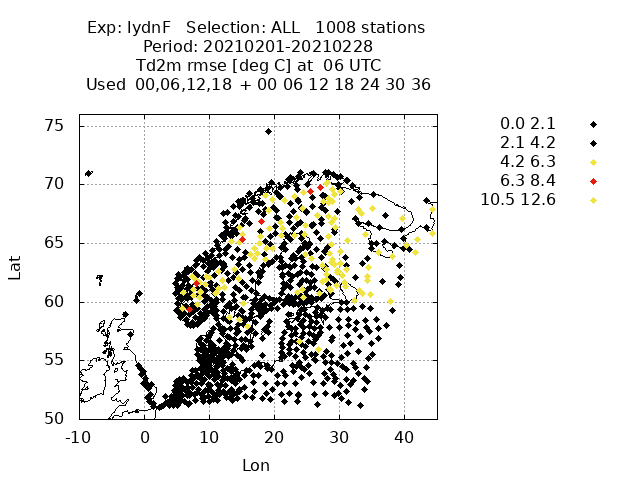 Exp: lydnF   Selection: ALL   1008 stations
Period: 20210201-20210228
Td2m rmse [deg C] at  06 UTC
Used  00,06,12,18 + 00 06 12 18 24 30 36
0.0 2.1
2.1 4.2
4.2 6.3
6.3 8.4
10.5 12.6
75
70
65
60
55
50
-10 0 10 20 30 40
Lat
Lon